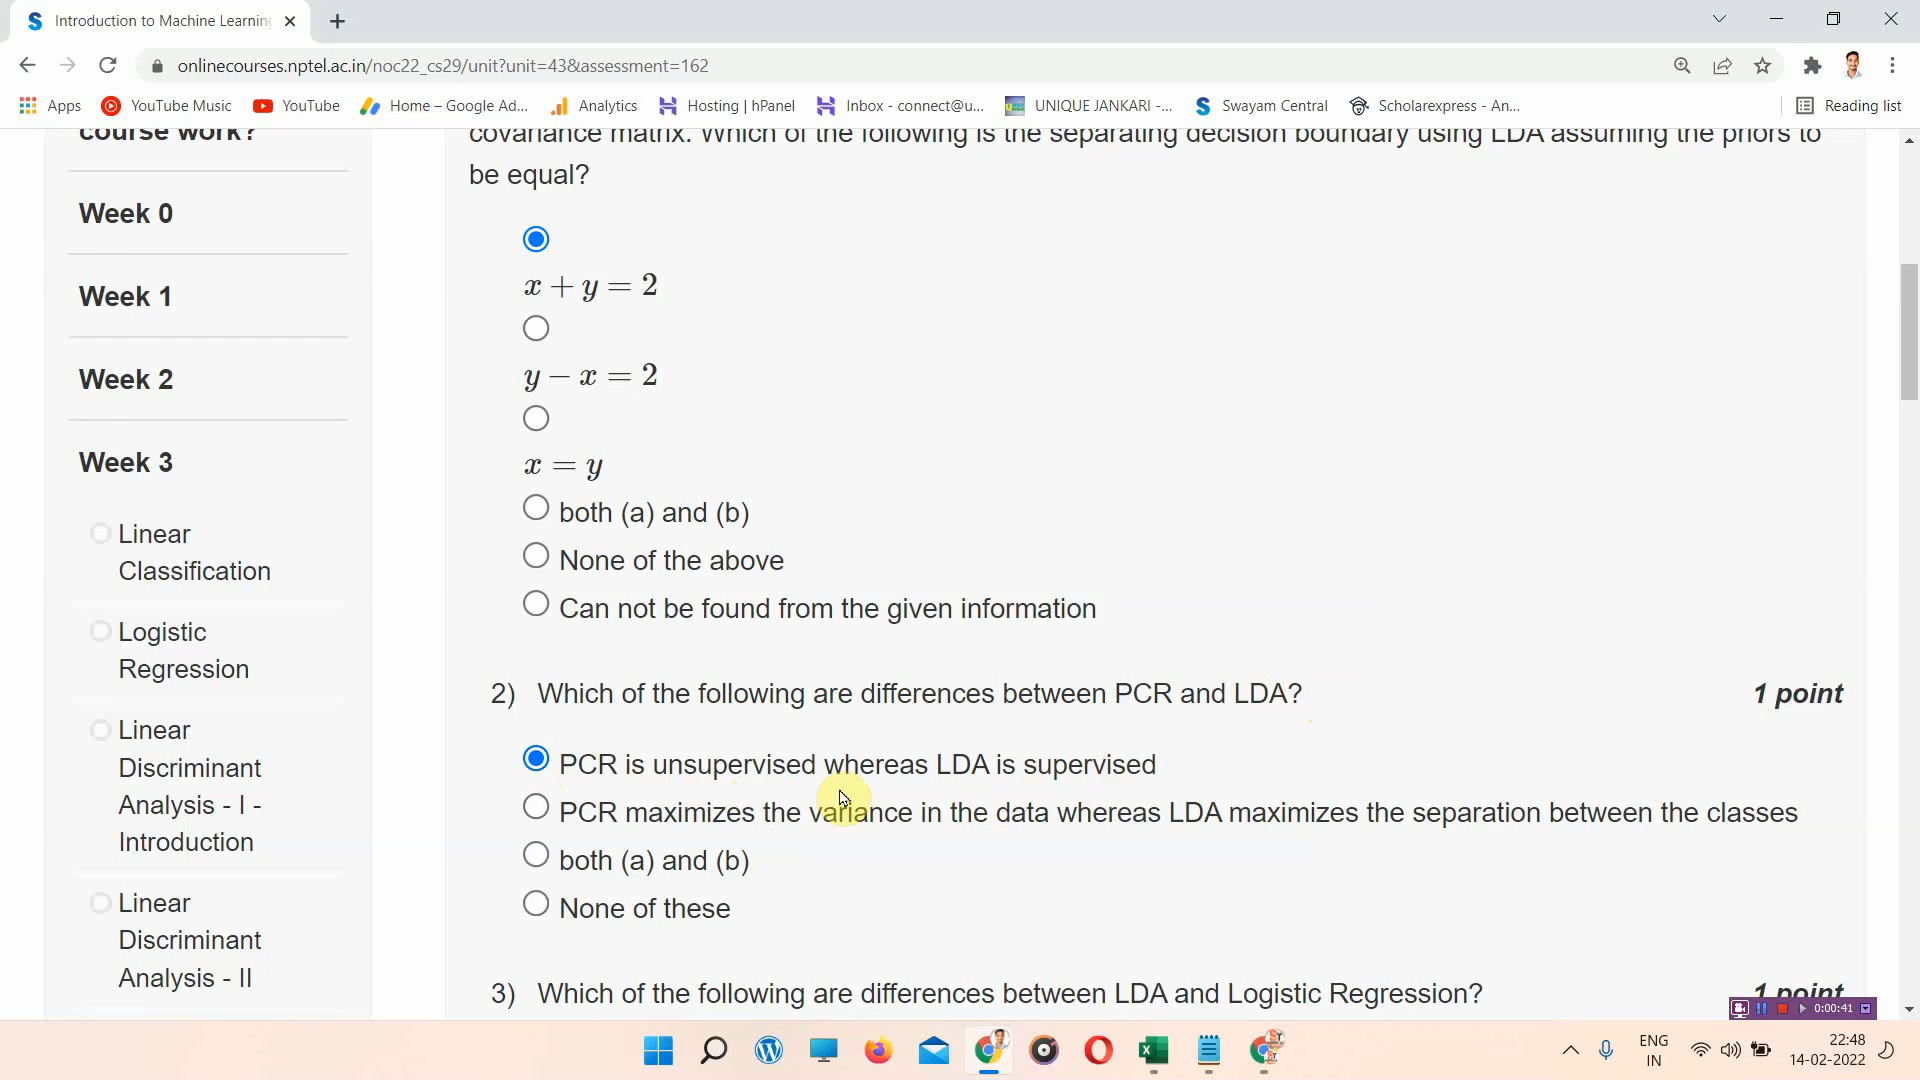 Introduction to Machine Learning
onlinecourses.nptel.ac.in/noc22_cs29/unit?unit=43&assessment=162
Apps
YouTube Music
YouTube
Home – Google Ad...
Analytics
Hosting | hPanel
Inbox - connect@u...
UNIQUE JANKARI -...
Swayam Central
Scholarexpress - An...
Reading list
course work?
Week 0
Week 1
Week 2
Week 3
Linear
Classification
Logistic
Regression
Linear
Discriminant
Analysis - I -
Introduction
Linear
Discriminant
Analysis - II
covariance matrix. Which of the following is the separating decision boundary using LDA assuming the priors to
be equal?
x + y = 2
y − x = 2
x = y
both (a) and (b)
None of the above
Can not be found from the given information
2) Which of the following are differences between PCR and LDA? 1 point
PCR is unsupervised whereas LDA is supervised
PCR maximizes the variance in the data whereas LDA maximizes the separation between the classes
both (a) and (b)
None of these
3) Which of the following are differences between LDA and Logistic Regression? 1 point
0:00:41
ENG
IN
22:48
14-02-2022